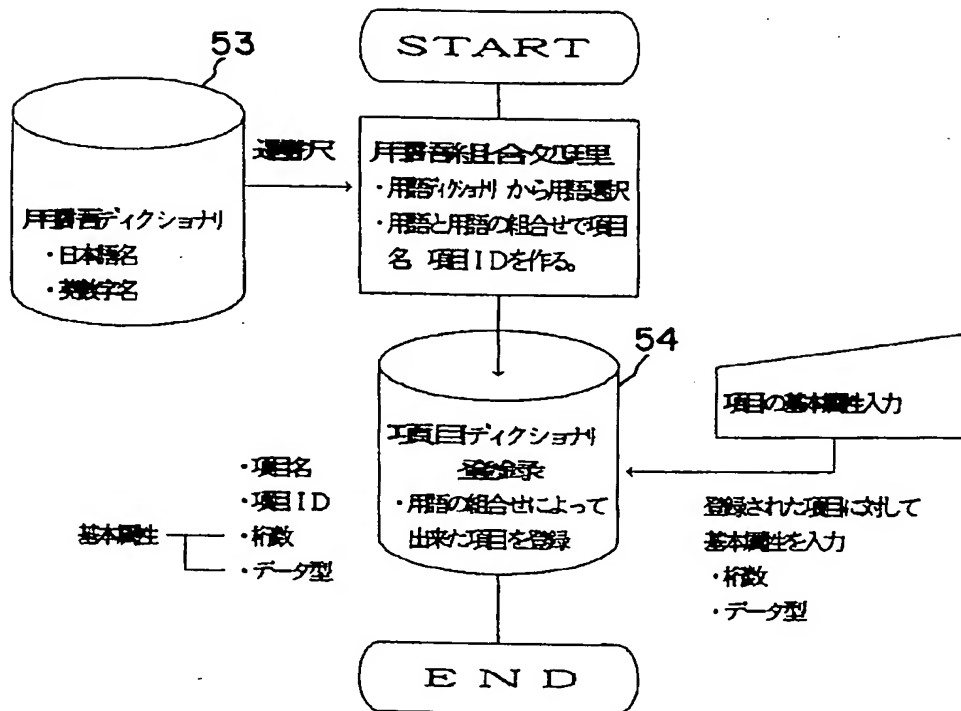 53
START
選択
用語ディクショナリ
・日本語名
・英数字名
用語組合せ処理
・用語ディクショナリから用語選択
・用語と用語の組合せで項目
名 項目IDを作る。
54
項目ディクショナリ
登録
・用語の組合せによって
出来た項目を登録
項目の基本属性入力
・項目名
・項目ID
基本属性
・桁数
・データ型
登録された項目に対して
基本属性を入力
・桁数
・データ型
END